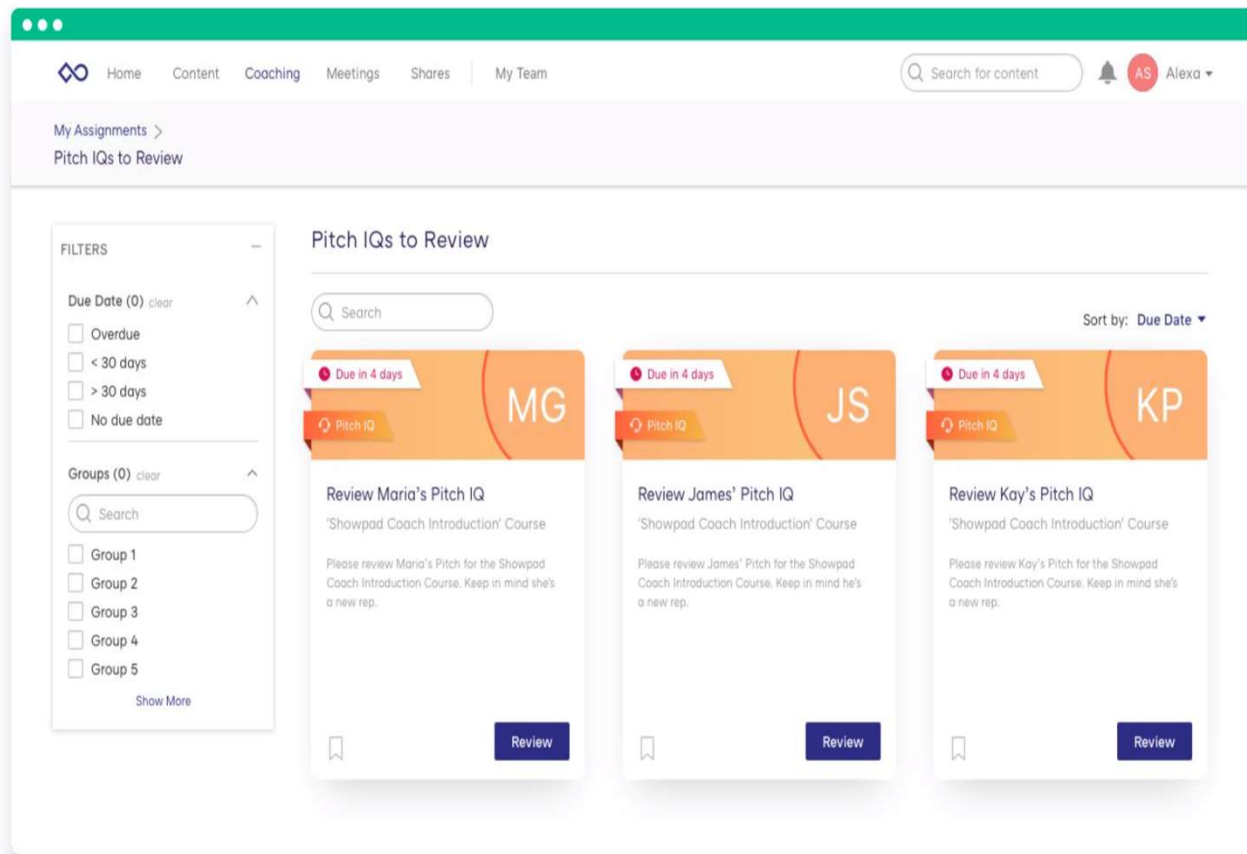 Home Content Coaching Meetings Shares My Team
Search for content
AS Alexa
My Assignments >
Pitch IQs to Review
FILTERS
Due Date (0) clear
Overdue
< 30 days
> 30 days
No due date
Groups (0) clear
Search
Group 1
Group 2
Group 3
Group 4
Group 5
Show More
Pitch IQs to Review
Search
Sort by: Due Date
Due in 4 days
MG
Pitch IQ
Review Maria's Pitch IQ
'Showpad Coach Introduction' Course
Please review Maria's Pitch for the Showpad
Coach Introduction Course. Keep in mind she's
a new rep.
Review
Due in 4 days
JS
Pitch IQ
Review James' Pitch IQ
'Showpad Coach Introduction' Course
Please review James' Pitch for the Showpad
Coach Introduction Course. Keep in mind he's
a new rep.
Review
Due in 4 days
KP
Pitch IQ
Review Kay's Pitch IQ
'Showpad Coach Introduction' Course
Please review Kay's Pitch for the Showpad
Coach Introduction Course. Keep in mind she's
a new rep.
Review